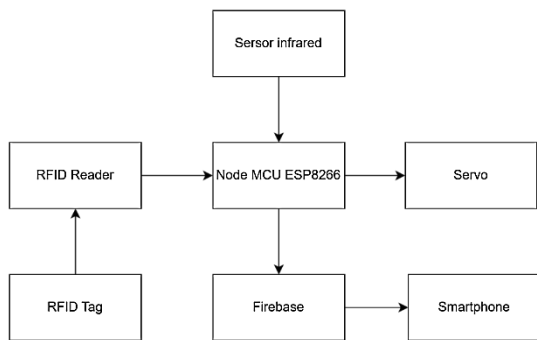 Sersor infrared
RFID Reader
Node MCU ESP8266
Servo
RFID Tag
Firebase
Smartphone